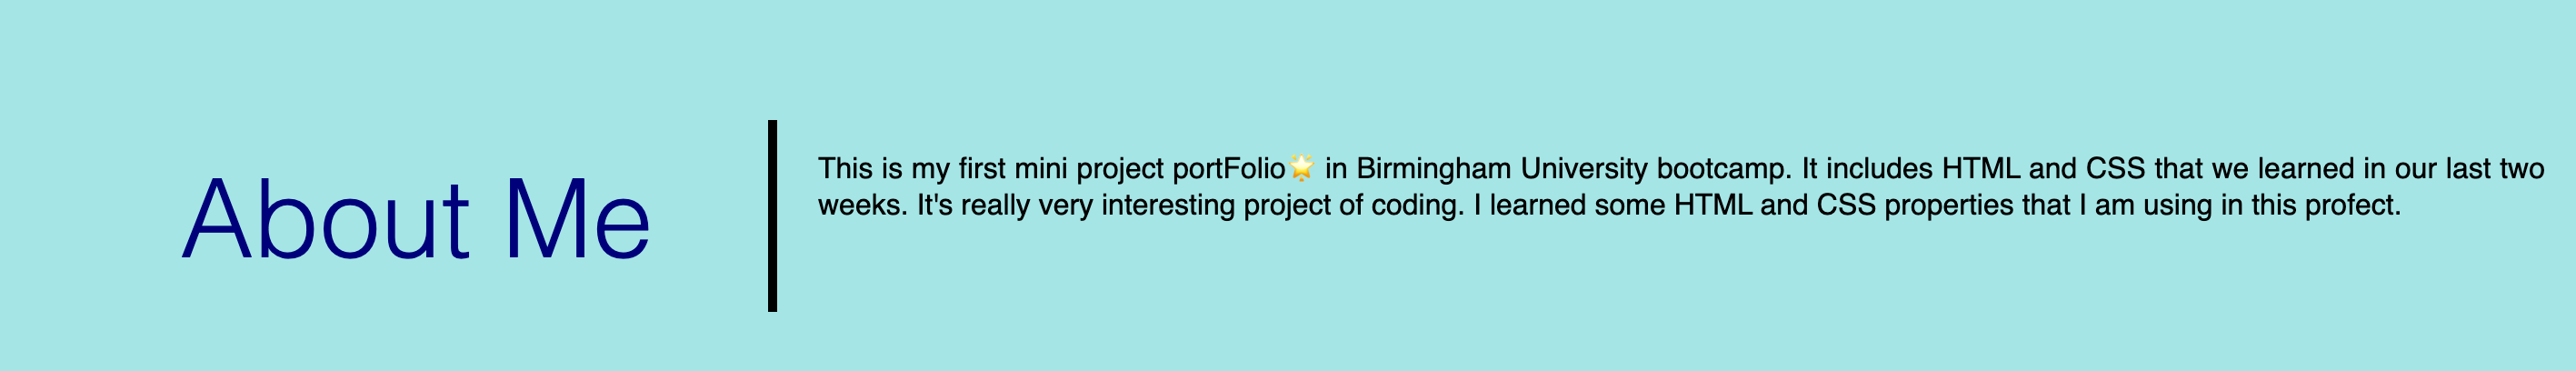 About Me
This is my first mini project portFolio🌟 in Birmingham University bootcamp. It includes HTML and CSS that we learned in our last two
weeks. It's really very interesting project of coding. I learned some HTML and CSS properties that I am using in this profect.